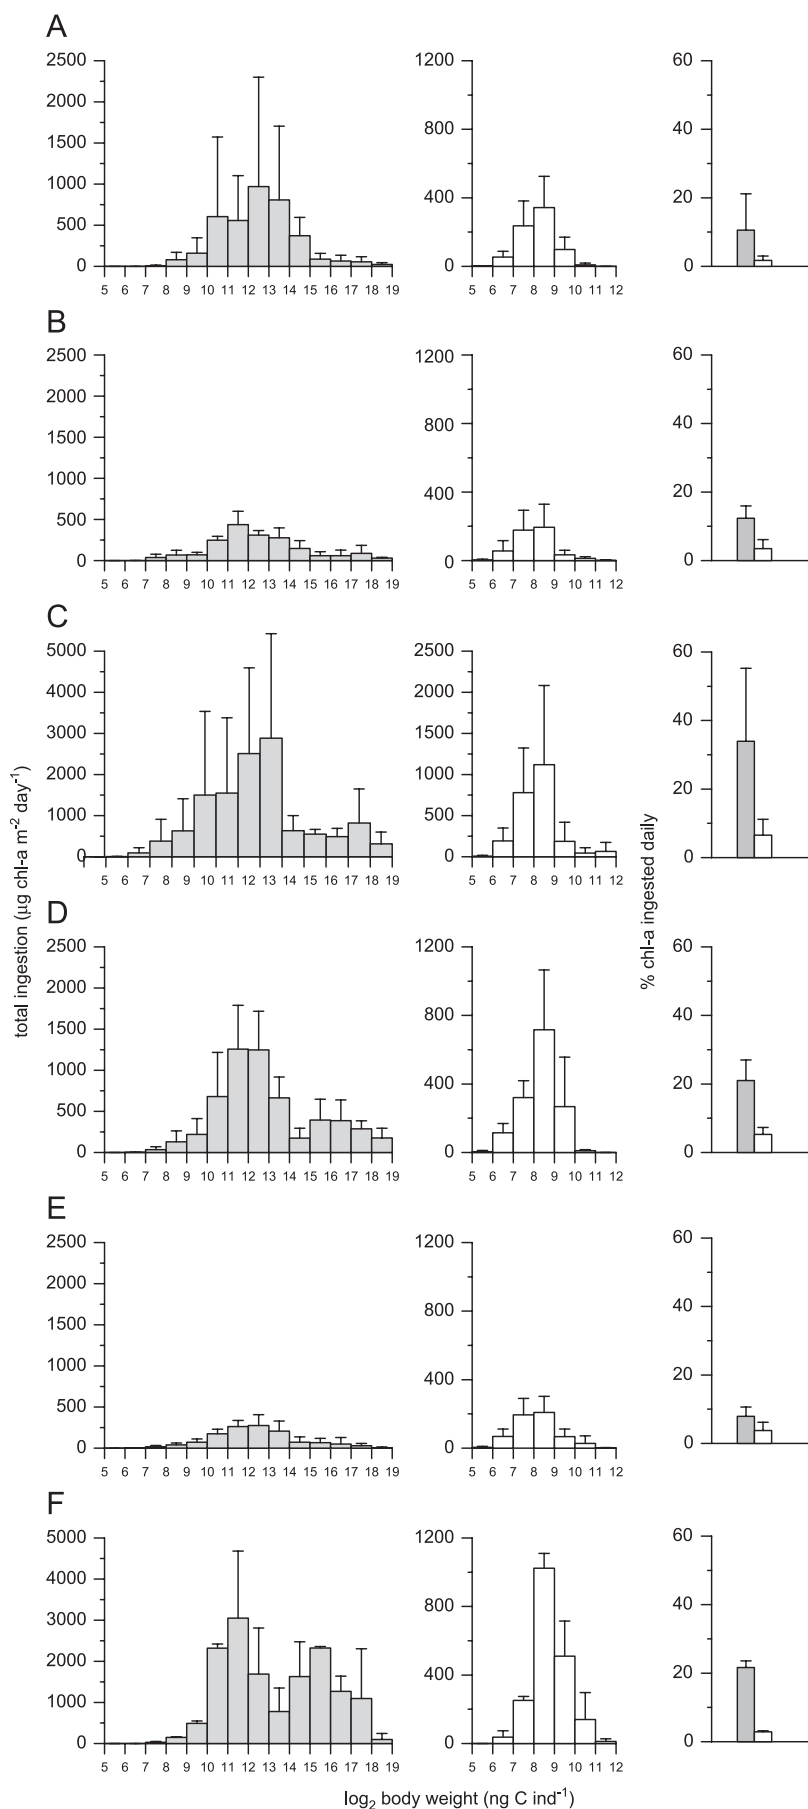 A
2500 1200 60
2000
800 40
1500
1000
400 20
500
0 0 0
5 6 7 8 9 10 11 12 13 14 15 16 17 18 19 5 6 7 8 9 10 11 12
B
2500 1200 60
2000
800 40
1500
1000
400 20
500
0 0 0
5 6 7 8 9 10 11 12 13 14 15 16 17 18 19 5 6 7 8 9 10 11 12
C
5000 2500 60
4000 2000
40
3000 1500
2000 1000
20
1000 500
0 0 0
5 6 7 8 9 10 11 12 13 14 15 16 17 18 19 5 6 7 8 9 10 11 12
total ingestion (µg chl-a m-2 day-1)
% chl-a ingested daily
D
2500 1200 60
2000
800 40
1500
1000
400 20
500
0 0 0
5 6 7 8 9 10 11 12 13 14 15 16 17 18 19 5 6 7 8 9 10 11 12
E
2500 1200 60
2000
800 40
1500
1000
400 20
500
0 0 0
5 6 7 8 9 10 11 12 13 14 15 16 17 18 19 5 6 7 8 9 10 11 12
F
5000 1200 60
4000
800 40
3000
2000
400 20
1000
0 0 0
5 6 7 8 9 10 11 12 13 14 15 16 17 18 19 5 6 7 8 9 10 11 12
log2 body weight (ng C ind-1)